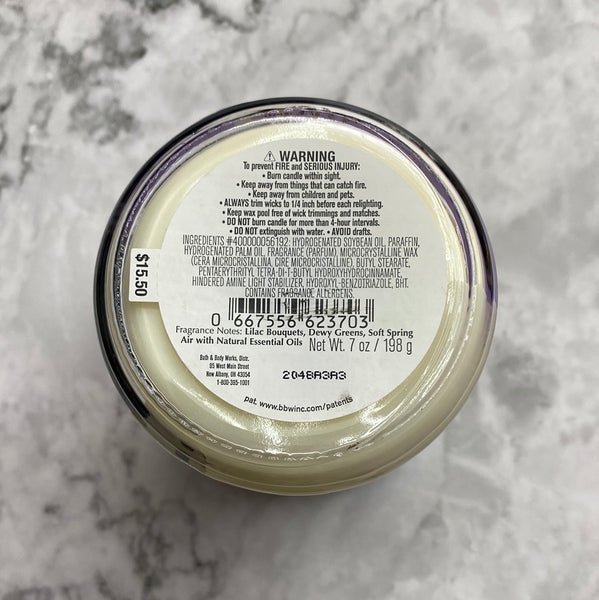 ⚠ WARNING
To prevent FIRE and SERIOUS INJURY:
• Burn candle within sight.
• Keep away from things that can catch fire.
• Keep away from children and pets.
• ALWAYS trim wicks to 1/4 inch before each relighting.
• Keep wax pool free of wick trimmings and matches.
• DO NOT burn candle for more than 4-hour intervals.
• DO NOT extinguish with water. • AVOID drafts.
INGREDIENTS #400000056192: HYDROGENATED SOYBEAN OIL, PARAFFIN,
HYDROGENATED PALM OIL, FRAGRANCE (PARFUM), MICROCRYSTALLINE WAX
(CERA MICROCRISTALLINA, CIRE MICROCRISTALLINE), BUTYL STEARATE,
PENTAERYTHRITYL TETRA-DI-T-BUTYL HYDROXYHYDROCINNAMATE,
HINDERED AMINE LIGHT STABILIZER, HYDROXYL-BENZOTRIAZOLE, BHT.
CONTAINS FRAGRANCE ALLERGENS.
0 667556 623703
Fragrance Notes: Lilac Bouquets, Dewy Greens, Soft Spring
Air with Natural Essential Oils Net Wt. 7 oz / 198 g
Bath & Body Works, Distr.
95 West Main Street
New Albany, OH 43054
1-800-395-1001
2048A3A3
pat. www.bbwinc.com/patents
$15.50